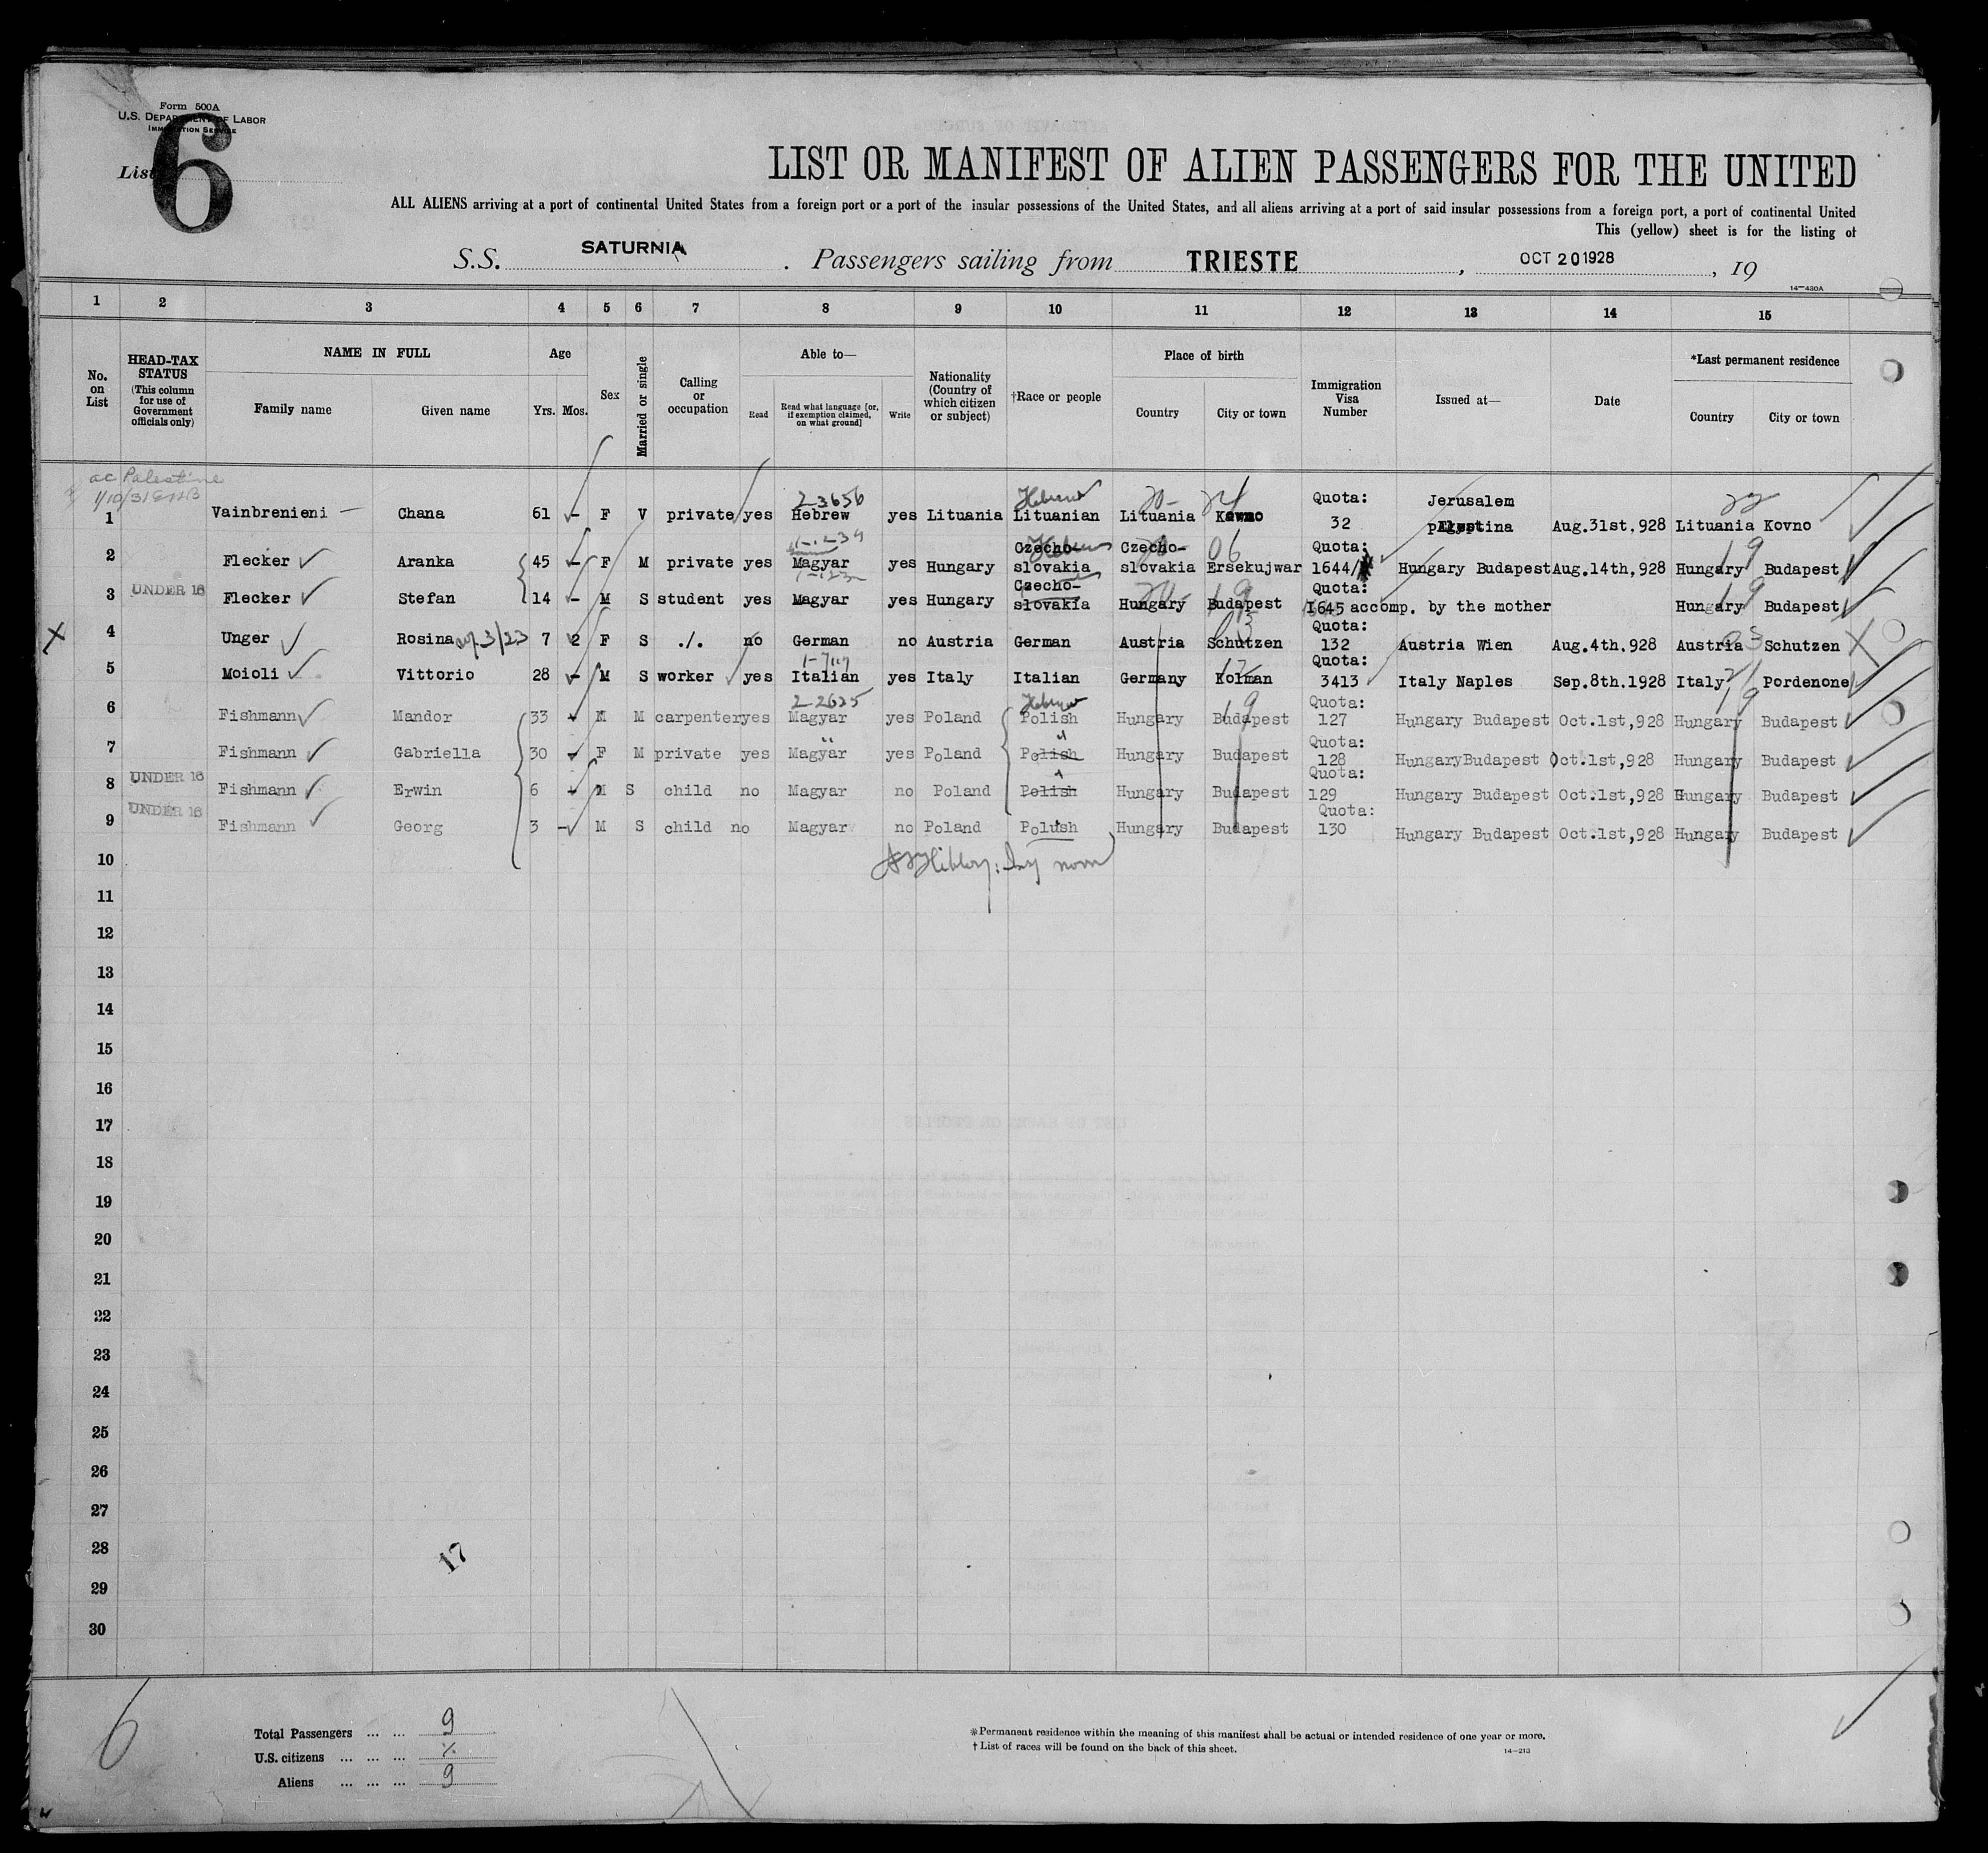 Form 500A
U.S. DEPARTMENT OF LABOR
IMMIGRATION SERVICE
List 6
LIST OR MANIFEST OF ALIEN PASSENGERS FOR THE UNITED
ALL ALIENS arriving at a port of continental United States from a foreign port or a port of the insular possessions of the United States, and all aliens arriving at a port of said insular possessions from a foreign port, a port of continental United
This (yellow) sheet is for the listing of
S.S. SATURNIA . Passengers sailing from TRIESTE , OCT 20 1928 , 19
14—430A
1 2 3 4 5 6 7 8 9 10 11 12 13 14 15
No. on List
HEAD-TAX STATUS (This column for use of Government officials only)
NAME IN FULL
Family name Given name
Age
Yrs. Mos.
Sex
Married or single
Calling or occupation
Able to—
Read Read what language [or, if exemption claimed, on what ground] Write
Nationality (Country of which citizen or subject)
†Race or people
Place of birth
Country City or town
Immigration Visa Number
Issued at—
Date
*Last permanent residence
Country City or town
ac Palestine
1/10/31
2-3656 Hebrew 22
1 Vainbrenieni Chana 61 - F V private yes Hebrew yes Lituania Lituanian Lituania Quota: 32 Jerusalem Aug.31st.928 Lituania Kovno
2 Flecker Aranka 45 - F M private yes Magyar yes Hungary Czecho-slovakia Czecho-slovakia Ersekujwar Quota: 1644/ Hungary Budapest Aug.14th,928 Hungary Budapest
3 UNDER 16 Flecker Stefan 14 - M S student yes Magyar yes Hungary Czecho-slovakia Hungary Budapest Quota: 1645 accomp. by the mother Hungary Budapest
4 Unger Rosina 7 2 F S ./. no German no Austria German Austria Schutzen Quota: 132 Austria Wien Aug.4th.928 Austria Schutzen
5 Moioli Vittorio 28 - M S worker yes Italian yes Italy Italian Germany Kolman Quota: 3413 Italy Naples Sep.8th.1928 Italy Pordenone
2-2625 Hebrew
6 Fishmann Mandor 33 - M M carpenter yes Magyar yes Poland Polish Hungary Budapest Quota: 127 Hungary Budapest Oct.1st,928 Hungary Budapest
7 Fishmann Gabriella 30 - F M private yes Magyar yes Poland Polish Hungary Budapest Quota: 128 Hungary Budapest Oct.1st,928 Hungary Budapest
8 UNDER 16 Fishmann Erwin 6 - M S child no Magyar no Poland Polish Hungary Budapest Quota: 129 Hungary Budapest Oct.1st,928 Hungary Budapest
9 UNDER 16 Fishmann Georg 3 - M S child no Magyar no Poland Polush Hungary Budapest Quota: 130 Hungary Budapest Oct.1st,928 Hungary Budapest
10
11
12
13
14
15
16
17
18
19
20
21
22
23
24
25
26
27
28
29
30
17
6
Total Passengers ... ... 9
U.S. citizens ... ... ... ./.
Aliens ... ... ... 9
*Permanent residence within the meaning of this manifest shall be actual or intended residence of one year or more.
† List of races will be found on the back of this sheet.
14—213